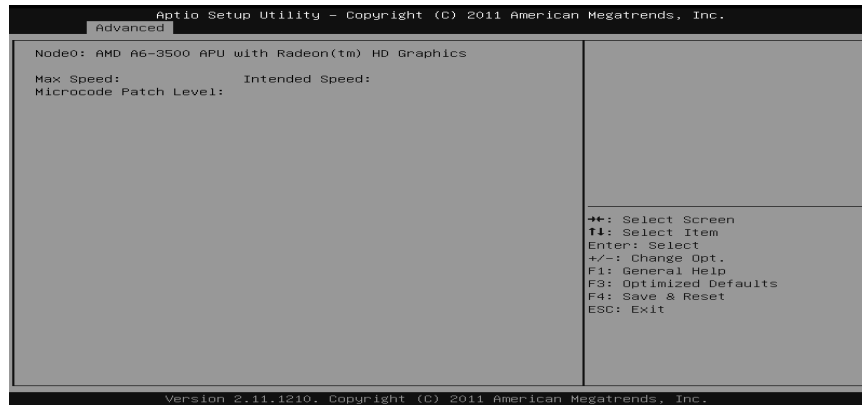 Aptio Setup Utility – Copyright (C) 2011 American Megatrends, Inc.
Advanced
Node0: AMD A6-3500 APU with Radeon(tm) HD Graphics
Max Speed: Intended Speed:
Microcode Patch Level:
→←: Select Screen
↑↓: Select Item
Enter: Select
+/-: Change Opt.
F1: General Help
F3: Optimized Defaults
F4: Save & Reset
ESC: Exit
Version 2.11.1210. Copyright (C) 2011 American Megatrends, Inc.